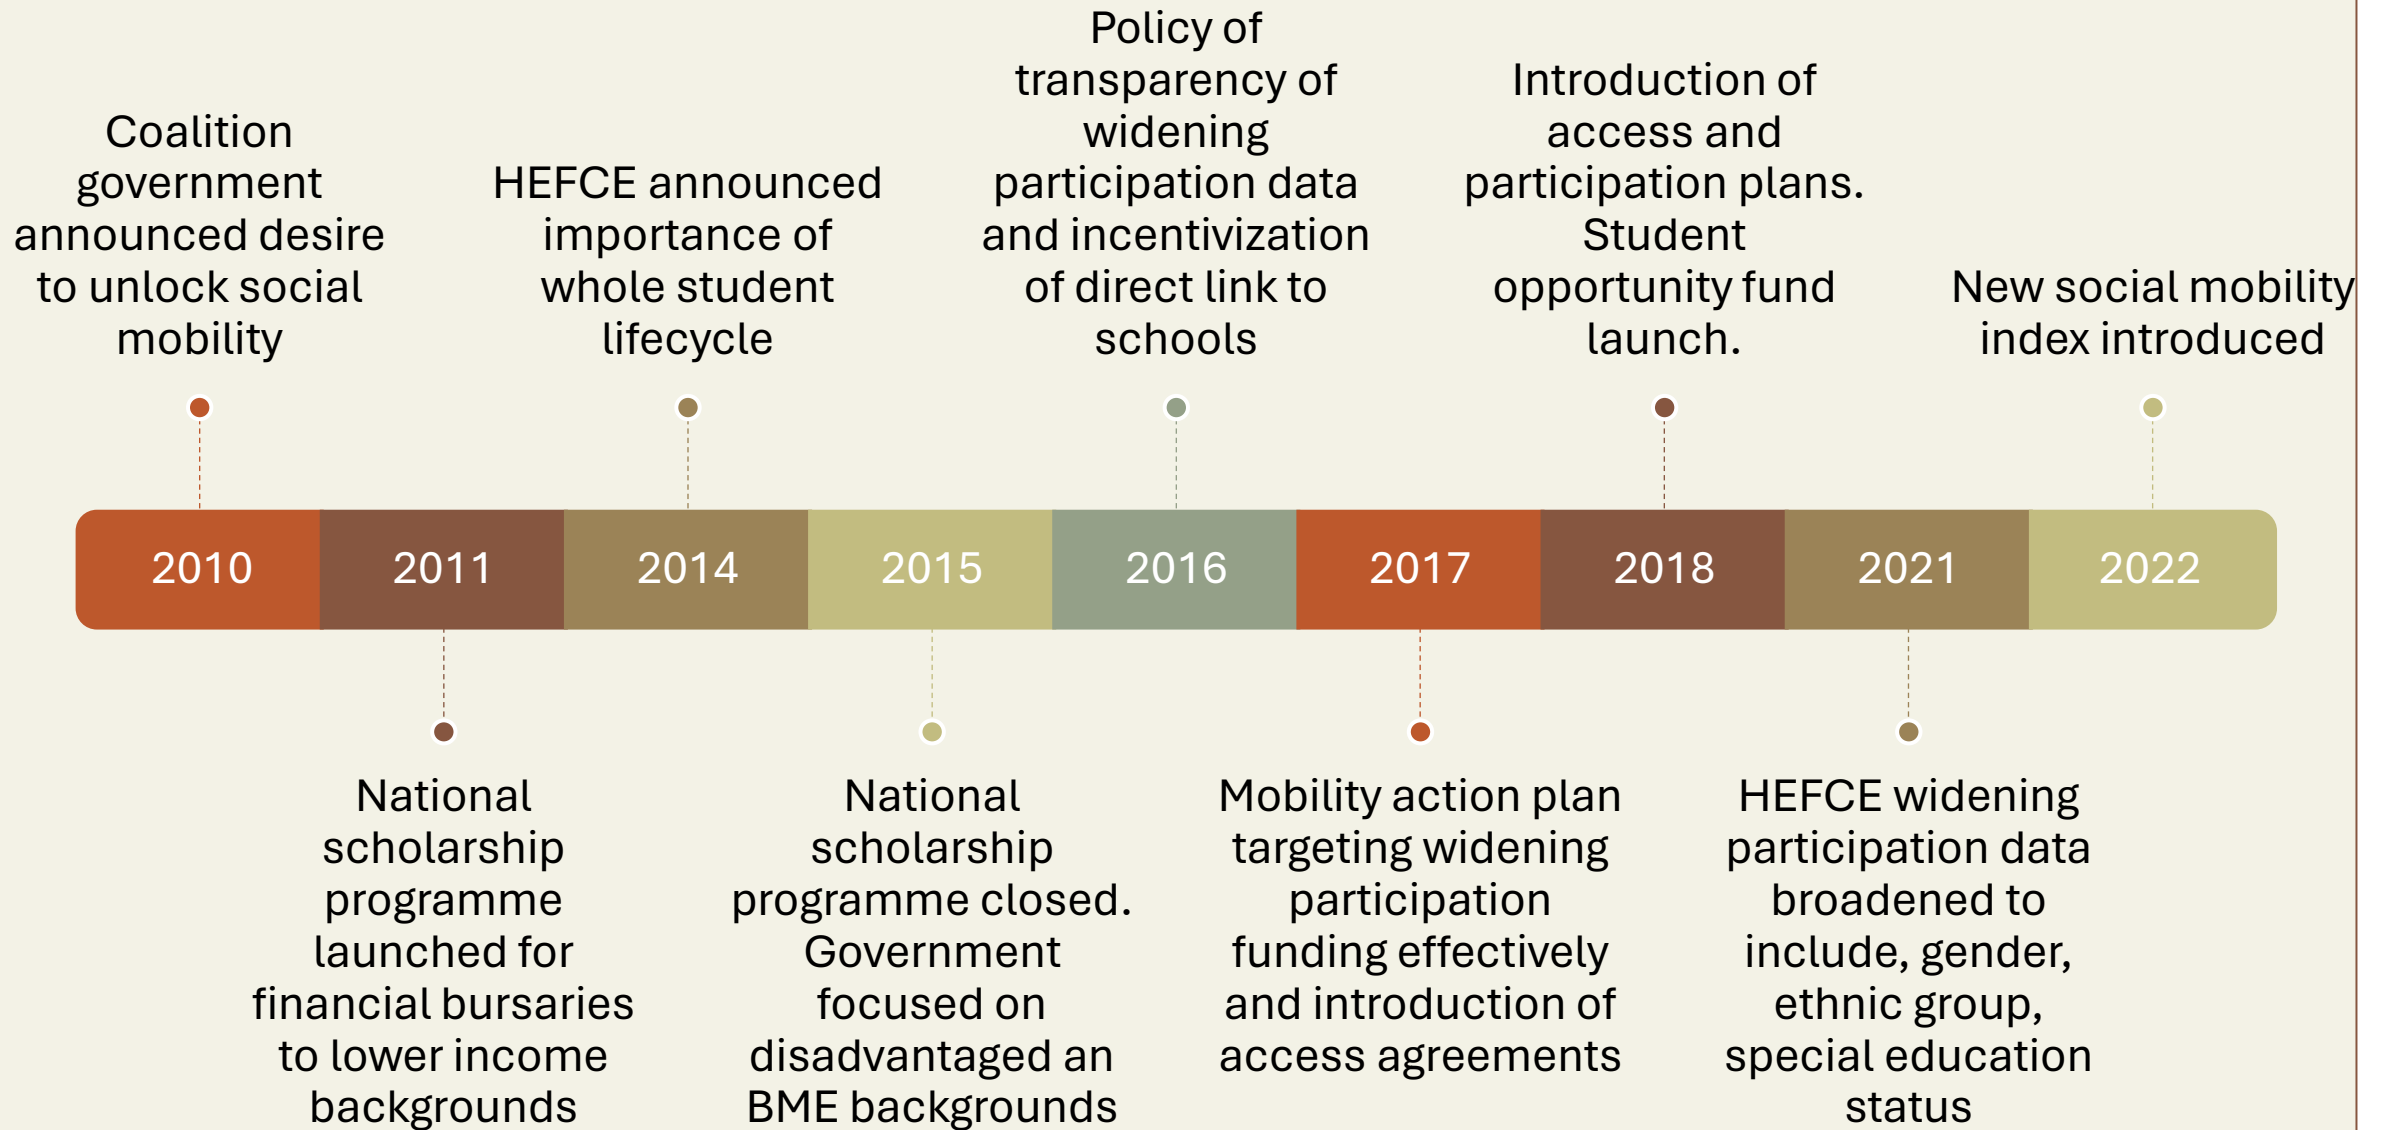 Coalition
government
announced desire
to unlock social
mobility
HEFCE announced
importance of
whole student
lifecycle
Policy of
transparency of
widening
participation data
and incentivization
of direct link to
schools
Introduction of
access and
participation plans.
Student
opportunity fund
launch.
New social mobility
index introduced
2010
2011
2014
2015
2016
2017
2018
2021
2022
National
scholarship
programme
launched for
financial bursaries
to lower income
backgrounds
National
scholarship
programme closed.
Government
focused on
disadvantaged an
BME backgrounds
Mobility action plan
targeting widening
participation
funding effectively
and introduction of
access agreements
HEFCE widening
participation data
broadened to
include, gender,
ethnic group,
special education
status